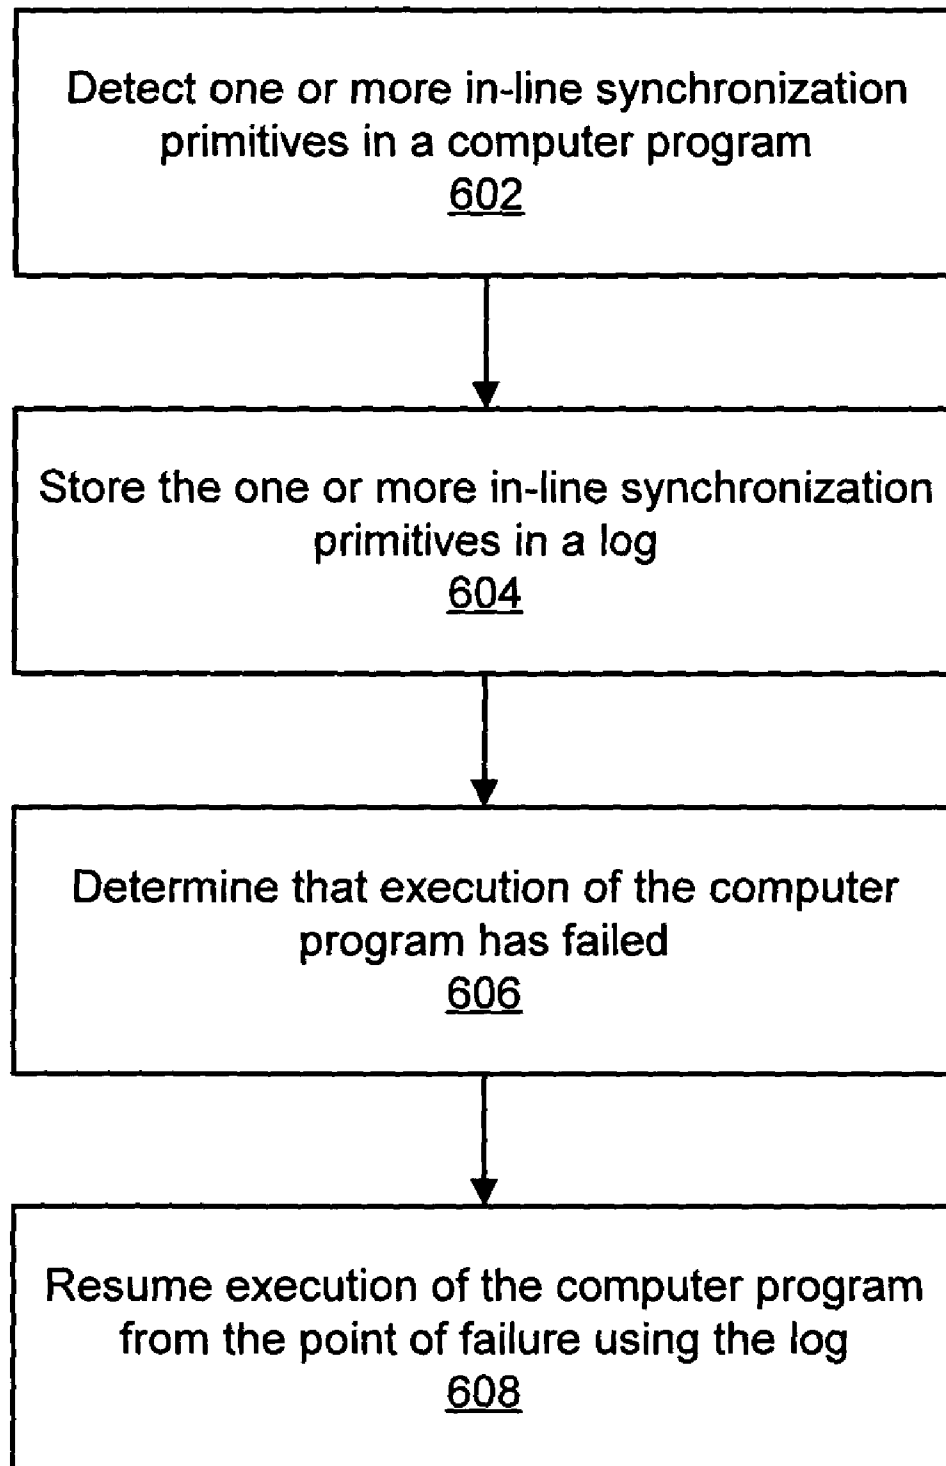 Detect one or more in-line synchronization
primitives in a computer program
602
Store the one or more in-line synchronization
primitives in a log
604
Determine that execution of the computer
program has failed
606
Resume execution of the computer program
from the point of failure using the log
608